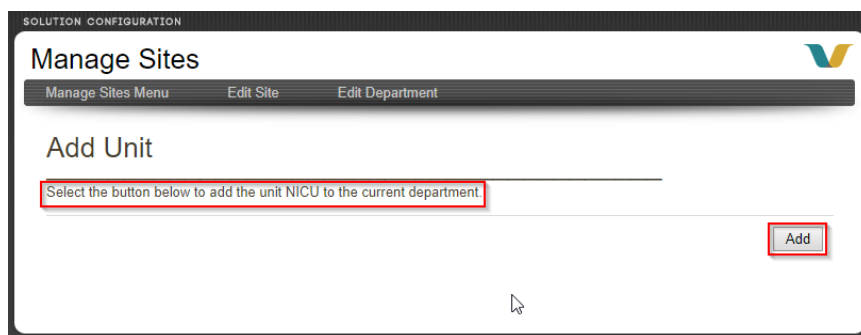 SOLUTION CONFIGURATION
Manage Sites
Manage Sites Menu Edit Site Edit Department
Add Unit
Select the button below to add the unit NICU to the current department.
Add